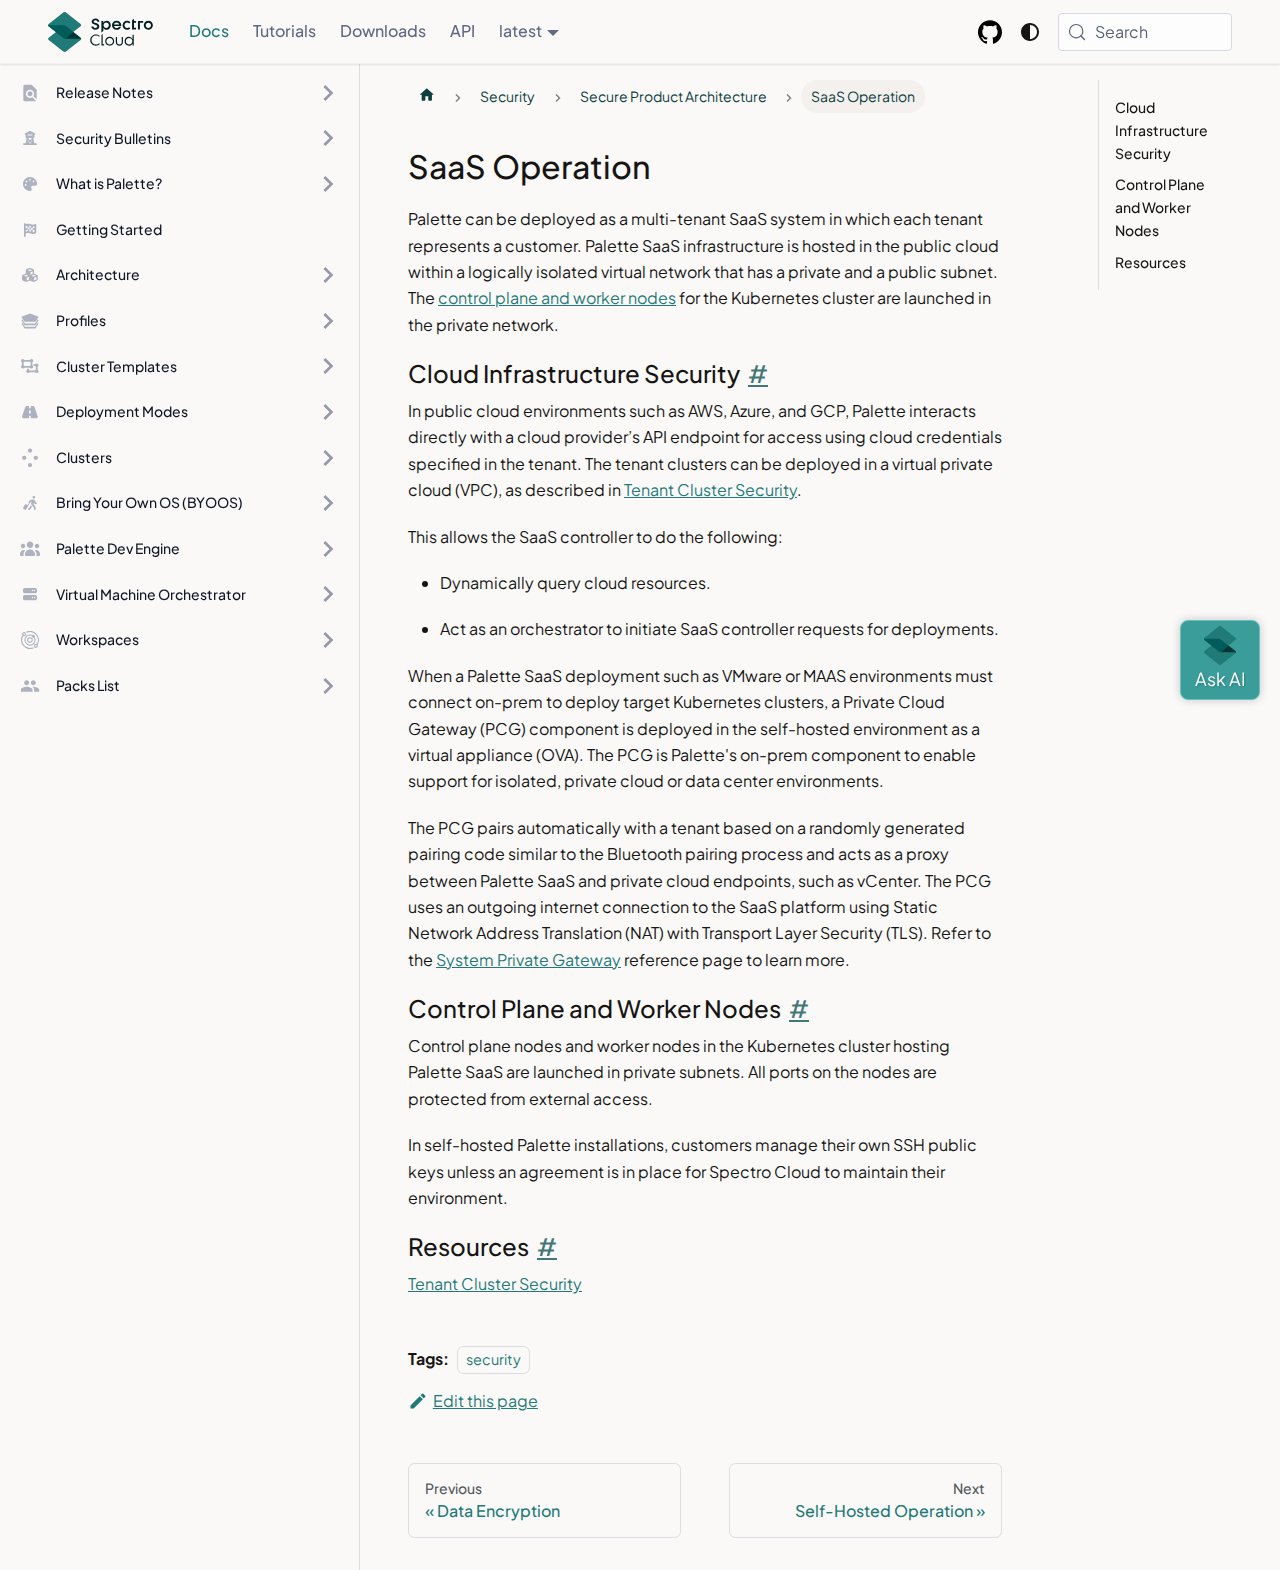 Spectro Cloud
Docs
Tutorials
Downloads
API
latest
Search
Release Notes
Security Bulletins
What is Palette?
Getting Started
Architecture
Profiles
Cluster Templates
Deployment Modes
Clusters
Bring Your Own OS (BYOOS)
Palette Dev Engine
Virtual Machine Orchestrator
Workspaces
Packs List
Security
Secure Product Architecture
SaaS Operation
SaaS Operation
Palette can be deployed as a multi-tenant SaaS system in which each tenant
represents a customer. Palette SaaS infrastructure is hosted in the public cloud
within a logically isolated virtual network that has a private and a public subnet.
The control plane and worker nodes for the Kubernetes cluster are launched in
the private network.
Cloud Infrastructure Security #
In public cloud environments such as AWS, Azure, and GCP, Palette interacts
directly with a cloud provider’s API endpoint for access using cloud credentials
specified in the tenant. The tenant clusters can be deployed in a virtual private
cloud (VPC), as described in Tenant Cluster Security.
This allows the SaaS controller to do the following:
Dynamically query cloud resources.
Act as an orchestrator to initiate SaaS controller requests for deployments.
When a Palette SaaS deployment such as VMware or MAAS environments must
connect on-prem to deploy target Kubernetes clusters, a Private Cloud
Gateway (PCG) component is deployed in the self-hosted environment as a
virtual appliance (OVA). The PCG is Palette's on-prem component to enable
support for isolated, private cloud or data center environments.
The PCG pairs automatically with a tenant based on a randomly generated
pairing code similar to the Bluetooth pairing process and acts as a proxy
between Palette SaaS and private cloud endpoints, such as vCenter. The PCG
uses an outgoing internet connection to the SaaS platform using Static
Network Address Translation (NAT) with Transport Layer Security (TLS). Refer to
the System Private Gateway reference page to learn more.
Control Plane and Worker Nodes #
Control plane nodes and worker nodes in the Kubernetes cluster hosting
Palette SaaS are launched in private subnets. All ports on the nodes are
protected from external access.
In self-hosted Palette installations, customers manage their own SSH public
keys unless an agreement is in place for Spectro Cloud to maintain their
environment.
Resources #
Tenant Cluster Security
Tags: security
Edit this page
Previous
« Data Encryption
Next
Self-Hosted Operation »
Cloud
Infrastructure
Security
Control Plane
and Worker
Nodes
Resources
Ask AI